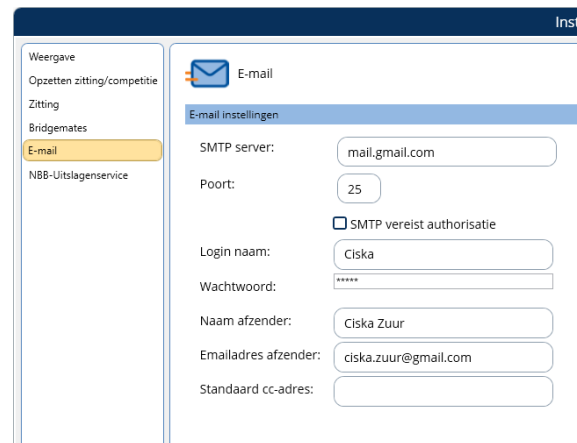 Inst
Weergave
Opzetten zitting/competitie
Zitting
Bridgemates
E-mail
NBB-Uitslagenservice
E-mail
E-mail instellingen
SMTP server: mail.gmail.com
Poort: 25
SMTP vereist authorisatie
Login naam: Ciska
Wachtwoord: *****
Naam afzender: Ciska Zuur
Emailadres afzender: ciska.zuur@gmail.com
Standaard cc-adres: